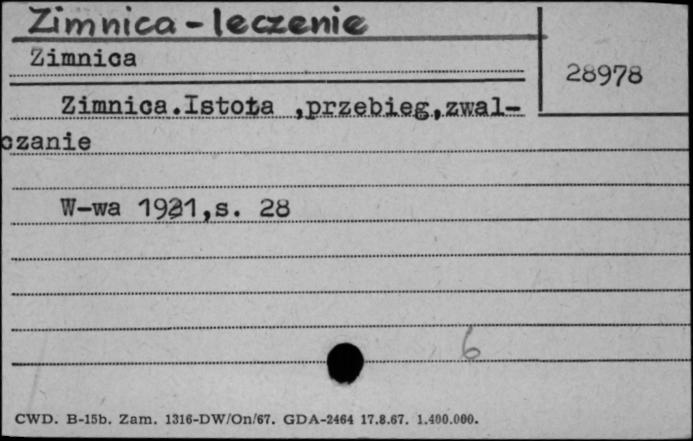 Zimnica - leczenie
Zimnica
28978
Zimnica.Istota ,przebieg,zwal-
czanie
W-wa 1921,s. 28
6
CWD. B-15b. Zam. 1316-DW/On/67. GDA-2464 17.8.67. 1.400.000.